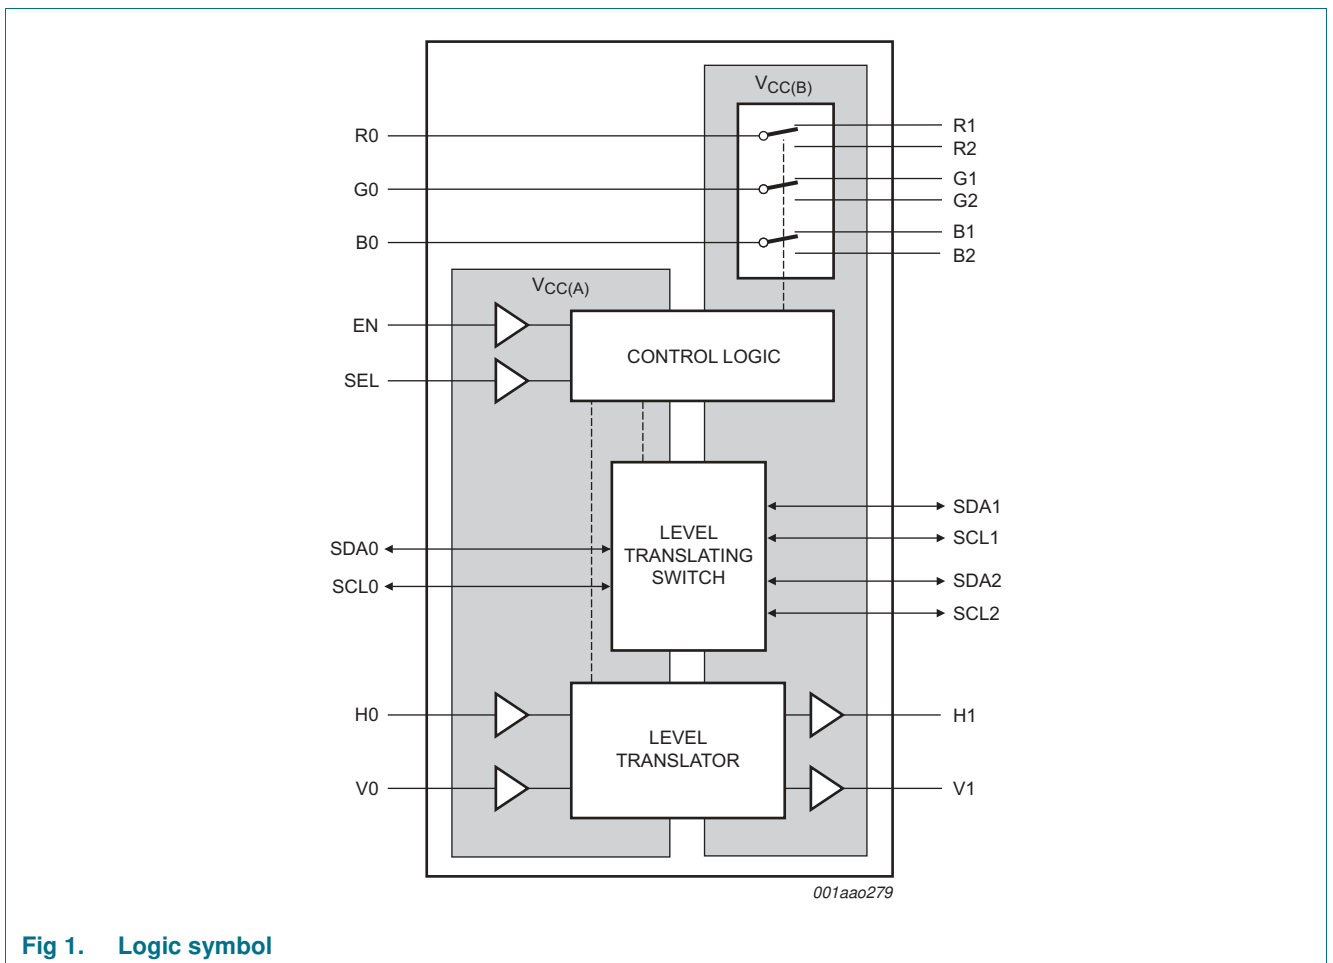 VCC(B)
R0
R1
R2
G0
G1
G2
B0
B1
B2
VCC(A)
EN
SEL
CONTROL LOGIC
SDA0
SCL0
LEVEL
TRANSLATING
SWITCH
SDA1
SCL1
SDA2
SCL2
H0
V0
LEVEL
TRANSLATOR
H1
V1
001aao279
Fig 1. Logic symbol